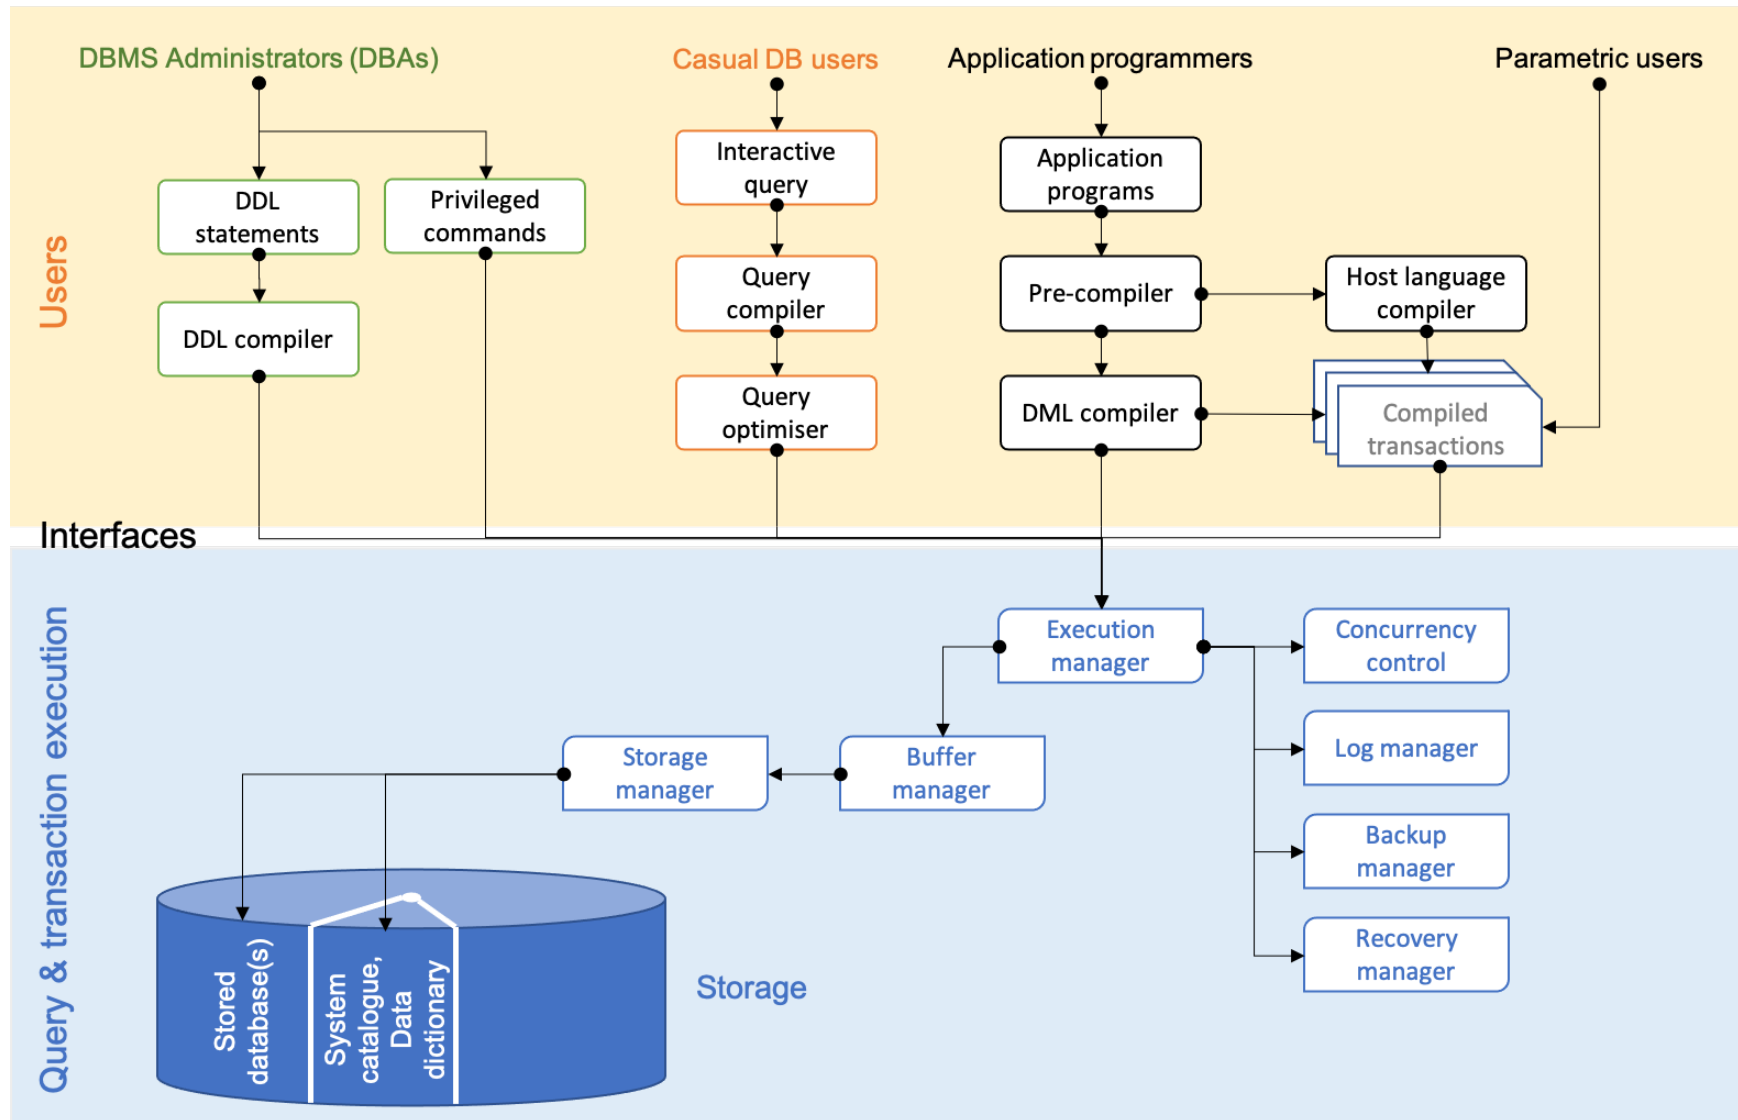 DBMS Administrators (DBAs)
Casual DB users
Application programmers
Parametric users
Users
DDL
statements
Privileged
commands
Interactive
query
Application
programs
DDL compiler
Query
compiler
Pre-compiler
Host language
compiler
Query
optimiser
DML compiler
Compiled
transactions
Interfaces
Query & transaction execution
Execution
manager
Concurrency
control
Storage
manager
Buffer
manager
Log manager
Backup
manager
Recovery
manager
Stored
database(s)
System
catalogue,
Data
dictionary
Storage